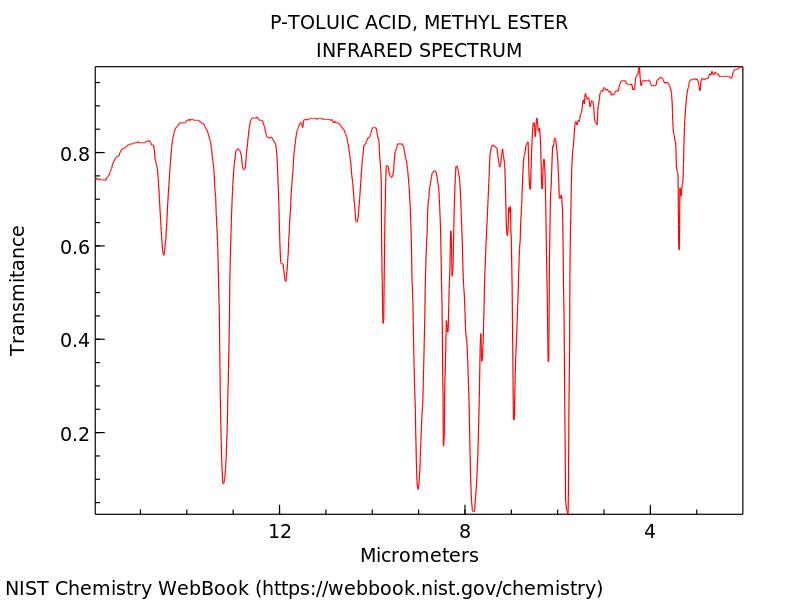 P-TOLUIC ACID, METHYL ESTER
INFRARED SPECTRUM
0.8
0.6
0.4
0.2
Transmitance
12
8
4
Micrometers
NIST Chemistry WebBook (https://webbook.nist.gov/chemistry)